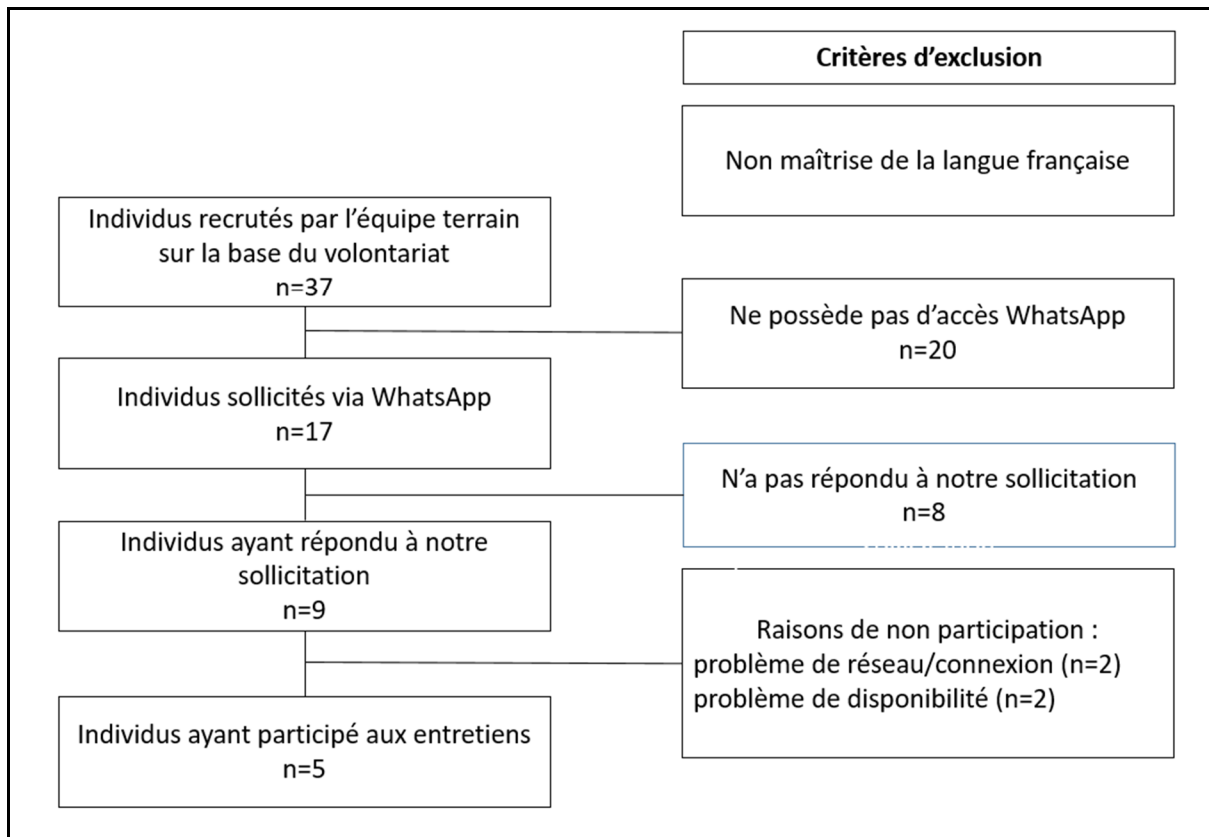 Critères d’exclusion
Non maîtrise de la langue française
Individus recrutés par l’équipe terrain
sur la base du volontariat
n=37
Ne possède pas d’accès WhatsApp
n=20
Individus sollicités via WhatsApp
n=17
N’a pas répondu à notre sollicitation
n=8
Individus ayant répondu à notre
sollicitation
n=9
Raisons de non participation :
problème de réseau/connexion (n=2)
problème de disponibilité (n=2)
Individus ayant participé aux entretiens
n=5